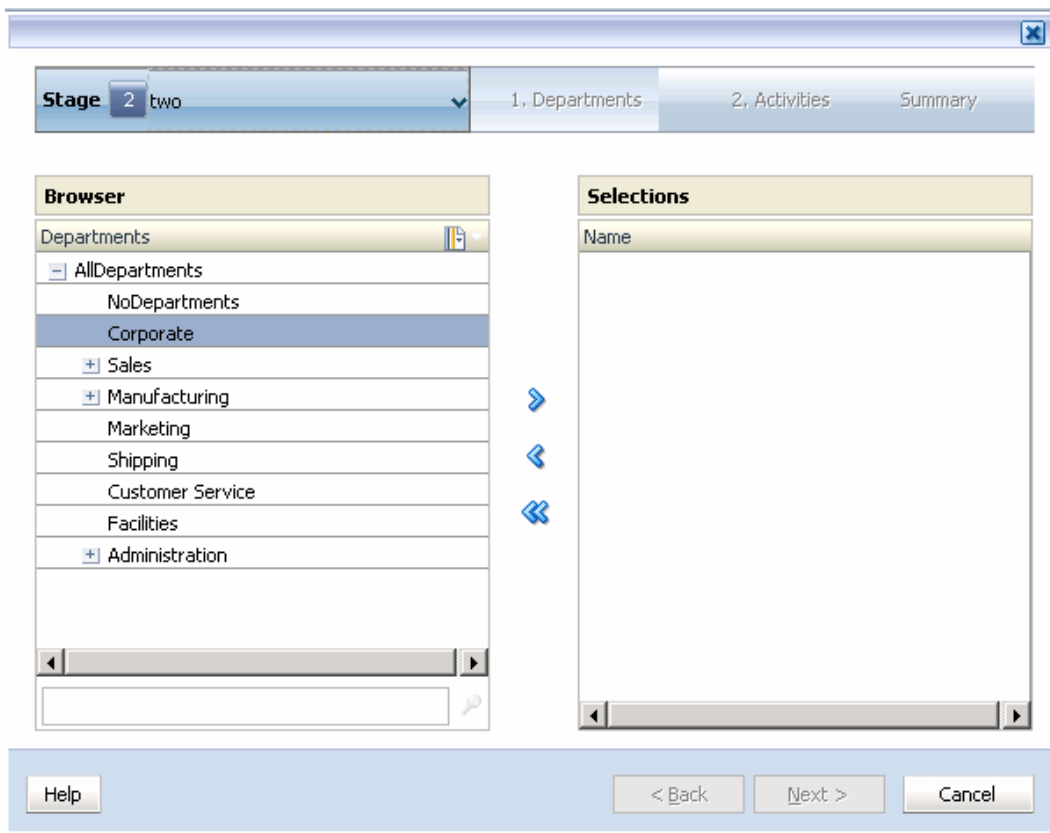 Stage 2 two
1. Departments
2. Activities
Summary
Browser
Departments
AllDepartments
NoDepartments
Corporate
Sales
Manufacturing
Marketing
Shipping
Customer Service
Facilities
Administration
Selections
Name
Help
< Back
Next >
Cancel